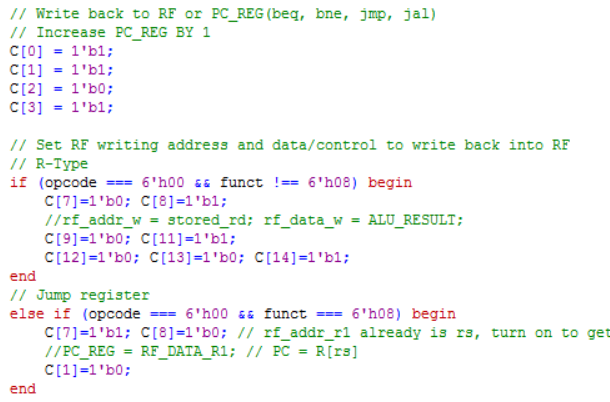 // Write back to RF or PC_REG(beq, bne, jmp, jal)
// Increase PC_REG BY 1
C[0] = 1'b1;
C[1] = 1'b1;
C[2] = 1'b0;
C[3] = 1'b1;
// Set RF writing address and data/control to write back into RF
// R-Type
if (opcode === 6'h00 && funct !== 6'h08) begin
C[7]=1'b0; C[8]=1'b1;
//rf_addr_w = stored_rd; rf_data_w = ALU_RESULT;
C[9]=1'b0; C[11]=1'b1;
C[12]=1'b0; C[13]=1'b0; C[14]=1'b1;
end
// Jump register
else if (opcode === 6'h00 && funct === 6'h08) begin
C[7]=1'b1; C[8]=1'b0; // rf_addr_r1 already is rs, turn on to get
//PC_REG = RF_DATA_R1; // PC = R[rs]
C[1]=1'b0;
end